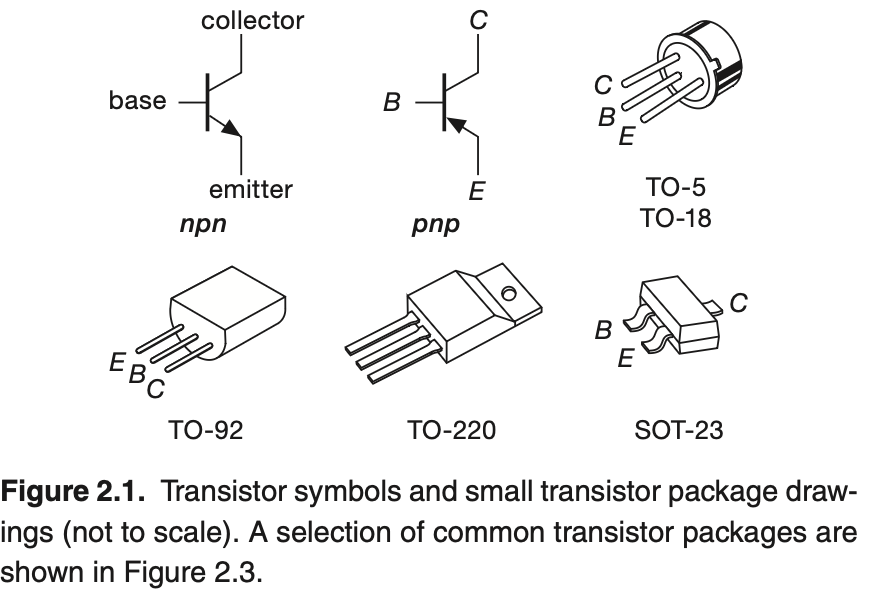 collector
base
emitter
npn
C
B
E
pnp
C
B
E
TO-5
TO-18
E
B
C
TO-92
TO-220
B
E
C
SOT-23
Figure 2.1. Transistor symbols and small transistor package draw-
ings (not to scale). A selection of common transistor packages are
shown in Figure 2.3.